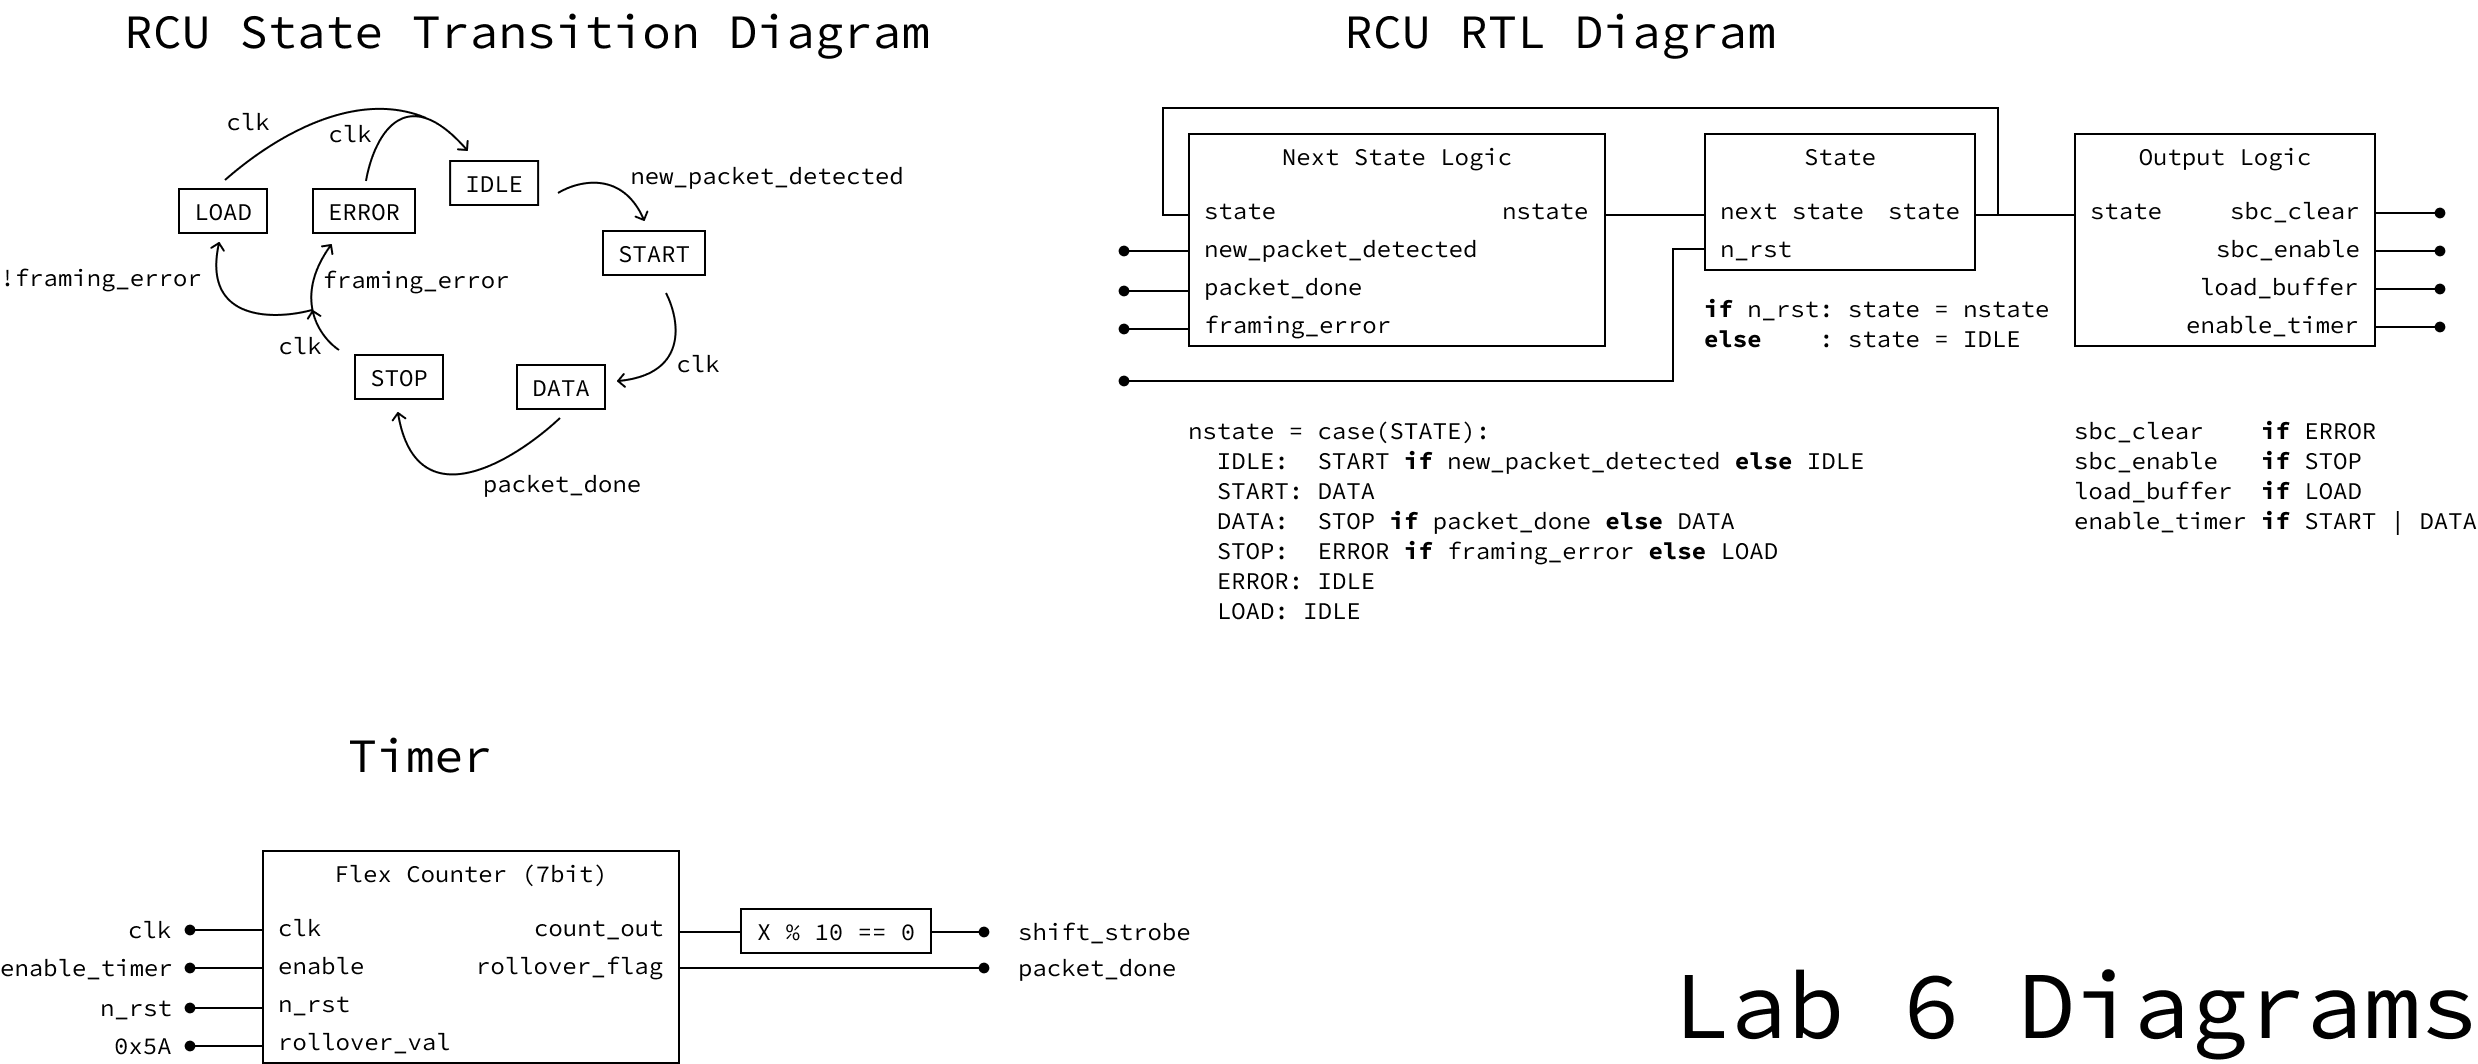 RCU State Transition Diagram
clk
clk
IDLE
new_packet_detected
LOAD
ERROR
START
!framing_error
framing_error
clk
clk
STOP
DATA
packet_done
RCU RTL Diagram
Next State Logic
state nstate
new_packet_detected
packet_done
framing_error
State
next state state
n_rst
if n_rst: state = nstate
else    : state = IDLE
Output Logic
state sbc_clear
sbc_enable
load_buffer
enable_timer
nstate = case(STATE):
  IDLE:  START if new_packet_detected else IDLE
  START: DATA
  DATA:  STOP if packet_done else DATA
  STOP:  ERROR if framing_error else LOAD
  ERROR: IDLE
  LOAD: IDLE
sbc_clear    if ERROR
sbc_enable   if STOP
load_buffer  if LOAD
enable_timer if START | DATA
Timer
Flex Counter (7bit)
clk clk count_out X % 10 == 0 shift_strobe
enable_timer enable rollover_flag packet_done
n_rst n_rst
0x5A rollover_val
Lab 6 Diagrams